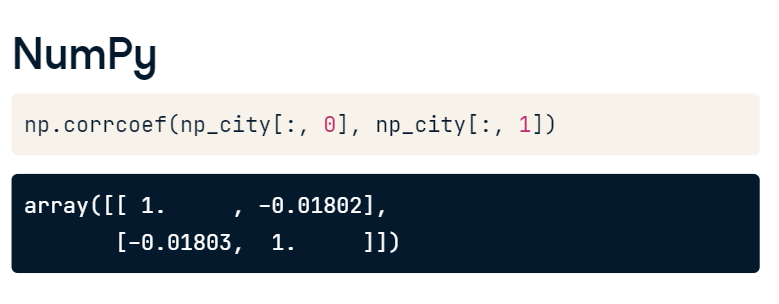 NumPy
np.corrcoef(np_city[:, 0], np_city[:, 1])
array([[ 1.     , -0.01802],
       [-0.01803,  1.     ]])